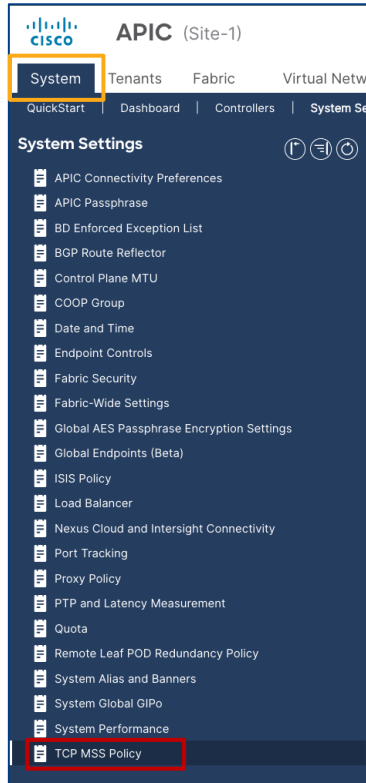 CISCO APIC (Site-1)
System Tenants Fabric Virtual Netw
QuickStart | Dashboard | Controllers | System Se
System Settings
APIC Connectivity Preferences
APIC Passphrase
BD Enforced Exception List
BGP Route Reflector
Control Plane MTU
COOP Group
Date and Time
Endpoint Controls
Fabric Security
Fabric-Wide Settings
Global AES Passphrase Encryption Settings
Global Endpoints (Beta)
ISIS Policy
Load Balancer
Nexus Cloud and Intersight Connectivity
Port Tracking
Proxy Policy
PTP and Latency Measurement
Quota
Remote Leaf POD Redundancy Policy
System Alias and Banners
System Global GIPo
System Performance
TCP MSS Policy